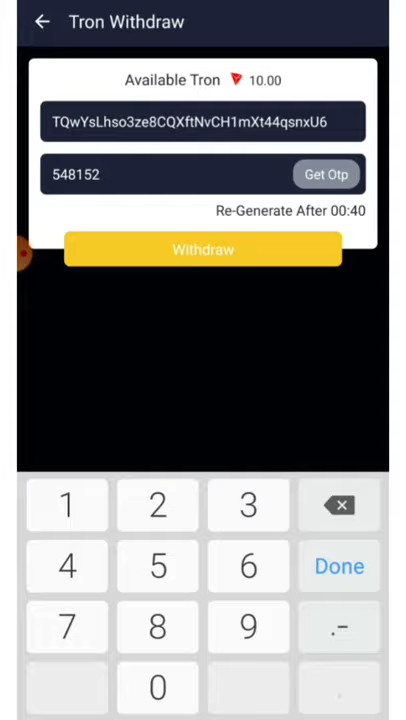 Tron Withdraw
Available Tron 10.00
TQwYsLhso3ze8CQXftNvCH1mXt44qsnxU6
548152 Get Otp
Re-Generate After 00:40
Withdraw
1 2 3
4 5 6 Done
7 8 9 .-
0 .